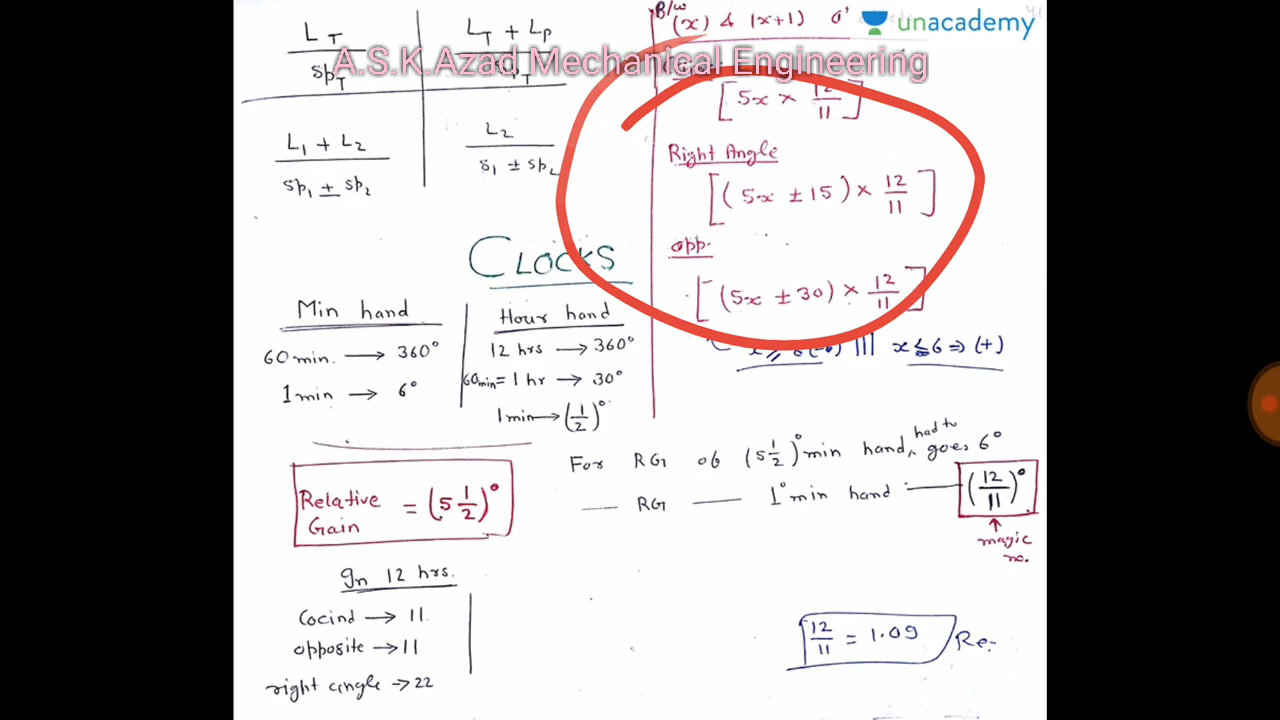 L_T / sp_T
L_T + L_P / sp_T
L_1 + L_2 / sp_1 ± sp_2
L_2 / s_1 ± sp_2
B/w
(x) & (x+1) o'
unacademy
A.S.K.Azad Mechanical Engineering
[5x × 12/11]
Right Angle
[(5x ±15) × 12/11]
opp.
[(5x ±30) × 12/11]
x ≤ 6 ⇒ (+)
CLOCKS
Min hand
60 min. → 360°
1 min → 6°
Hour hand
12 hrs → 360°
60min = 1 hr → 30°
1 min → (1/2)°
Relative Gain = (5 1/2)°
For RG of (5 1/2)° min hand, had to goes 6°
— RG — 1° min hand — (12/11)°
magic no.
In 12 hrs.
Cocind → 11
opposite → 11
right angle → 22
12/11 = 1.09